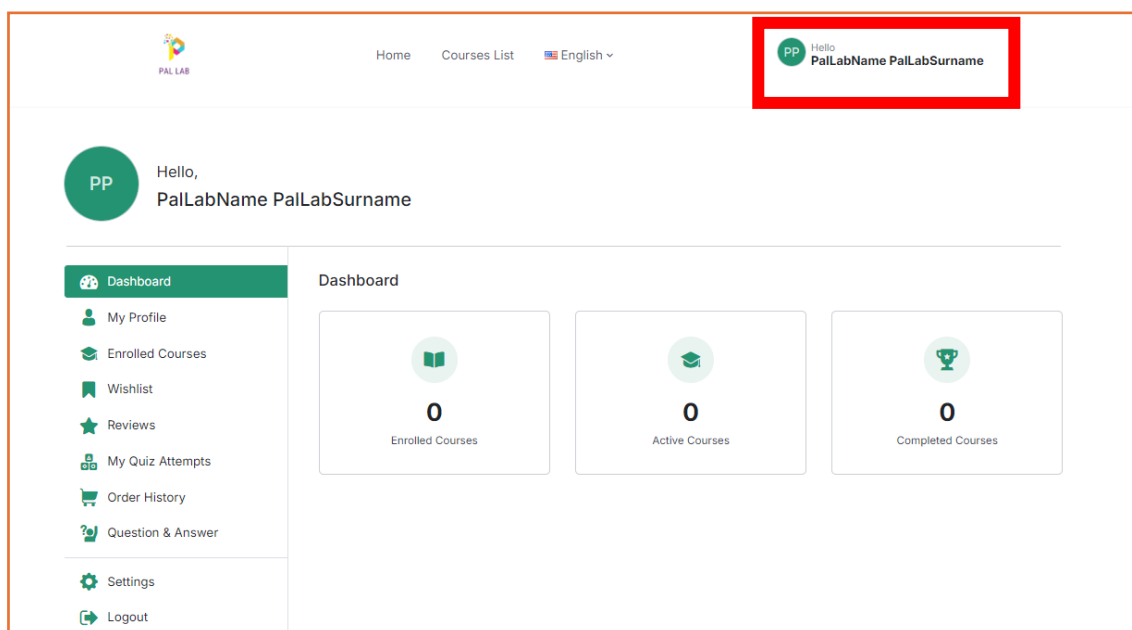 PAL LAB
Home Courses List English
PP Hello
PalLabName PalLabSurname
PP
Hello,
PalLabName PalLabSurname
Dashboard
My Profile
Enrolled Courses
Wishlist
Reviews
My Quiz Attempts
Order History
Question & Answer
Settings
Logout
Dashboard
0
Enrolled Courses
0
Active Courses
0
Completed Courses